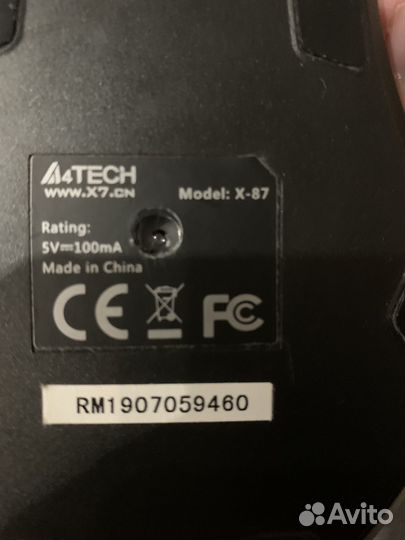 A4TECH
www.X7.cn
Model: X-87
Rating:
5V⎓100mA
Made in China
CE FC
RM1907059460
Avito